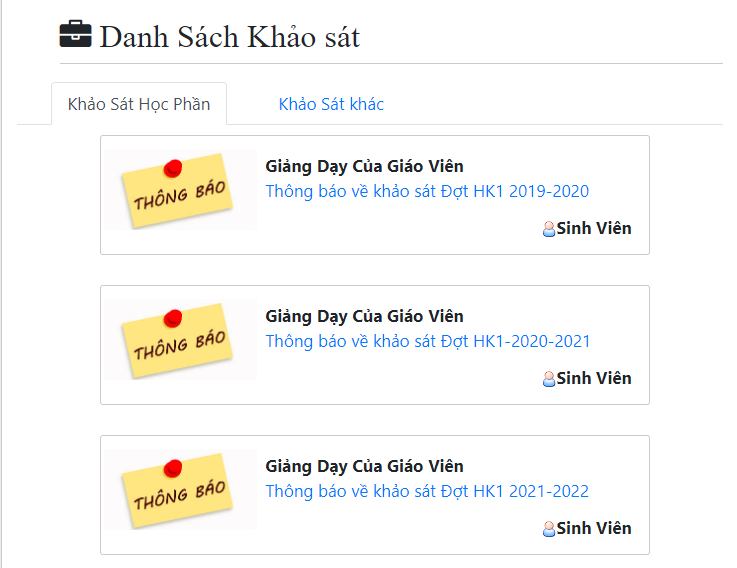 Danh Sách Khảo sát
Khảo Sát Học Phần
Khảo Sát khác
THÔNG BÁO
Giảng Dạy Của Giáo Viên
Thông báo về khảo sát Đợt HK1 2019-2020
Sinh Viên
THÔNG BÁO
Giảng Dạy Của Giáo Viên
Thông báo về khảo sát Đợt HK1-2020-2021
Sinh Viên
THÔNG BÁO
Giảng Dạy Của Giáo Viên
Thông báo về khảo sát Đợt HK1 2021-2022
Sinh Viên